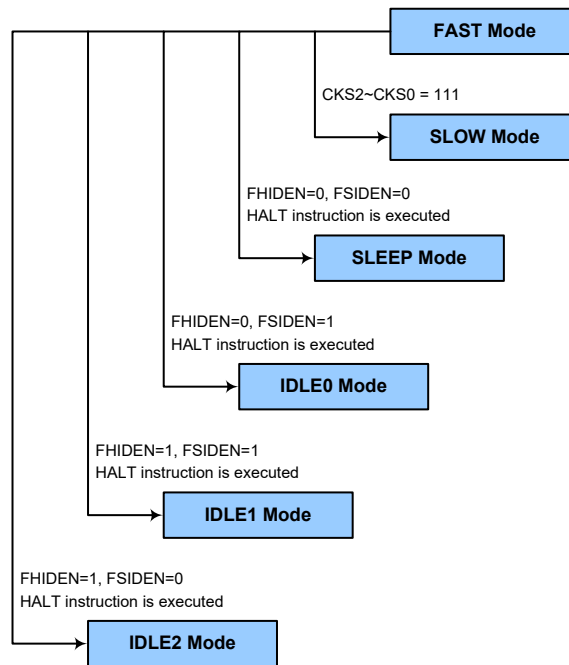 FAST Mode
CKS2~CKS0 = 111
SLOW Mode
FHIDEN=0, FSIDEN=0
HALT instruction is executed
SLEEP Mode
FHIDEN=0, FSIDEN=1
HALT instruction is executed
IDLE0 Mode
FHIDEN=1, FSIDEN=1
HALT instruction is executed
IDLE1 Mode
FHIDEN=1, FSIDEN=0
HALT instruction is executed
IDLE2 Mode